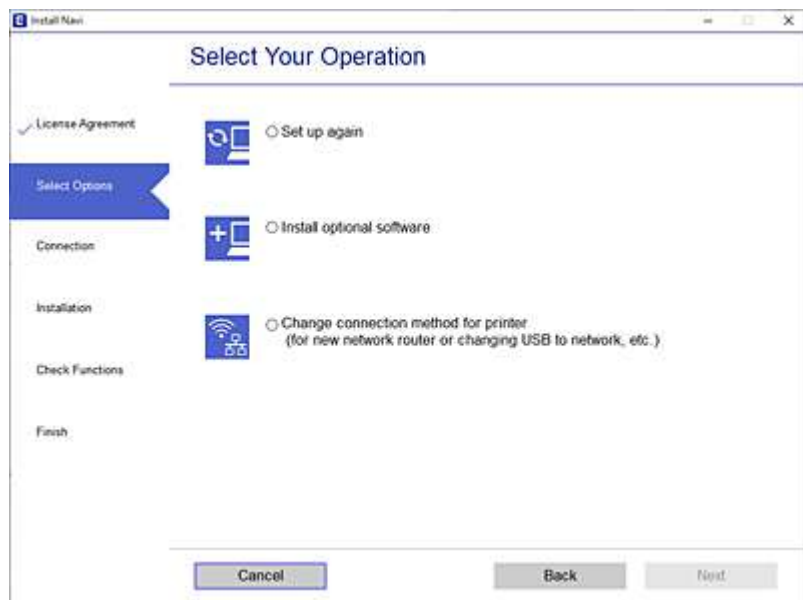 Install Navi
Select Your Operation
License Agreement
Select Options
Connection
Installation
Check Functions
Finish
Set up again
Install optional software
Change connection method for printer
(for new network router or changing USB to network, etc.)
Cancel
Back
Next